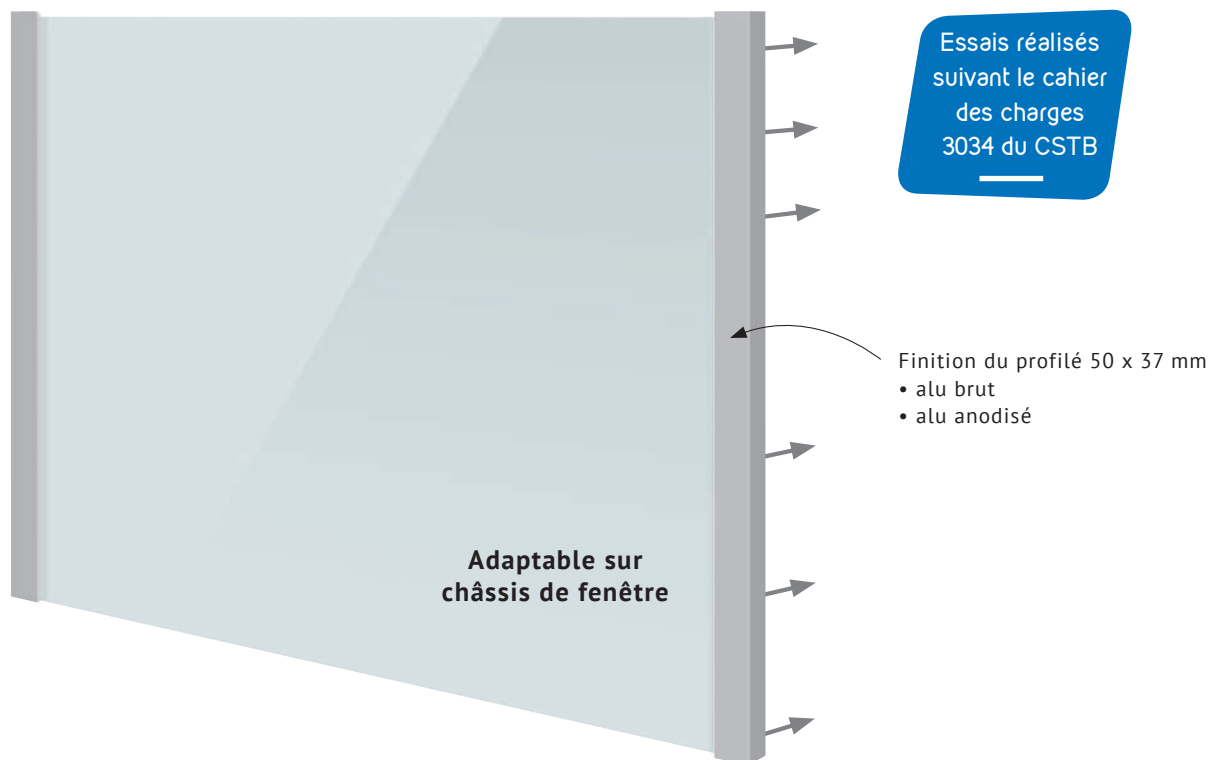 Essais réalisés
suivant le cahier
des charges
3034 du CSTB
Finition du profilé 50 x 37 mm
• alu brut
• alu anodisé
Adaptable sur
châssis de fenêtre